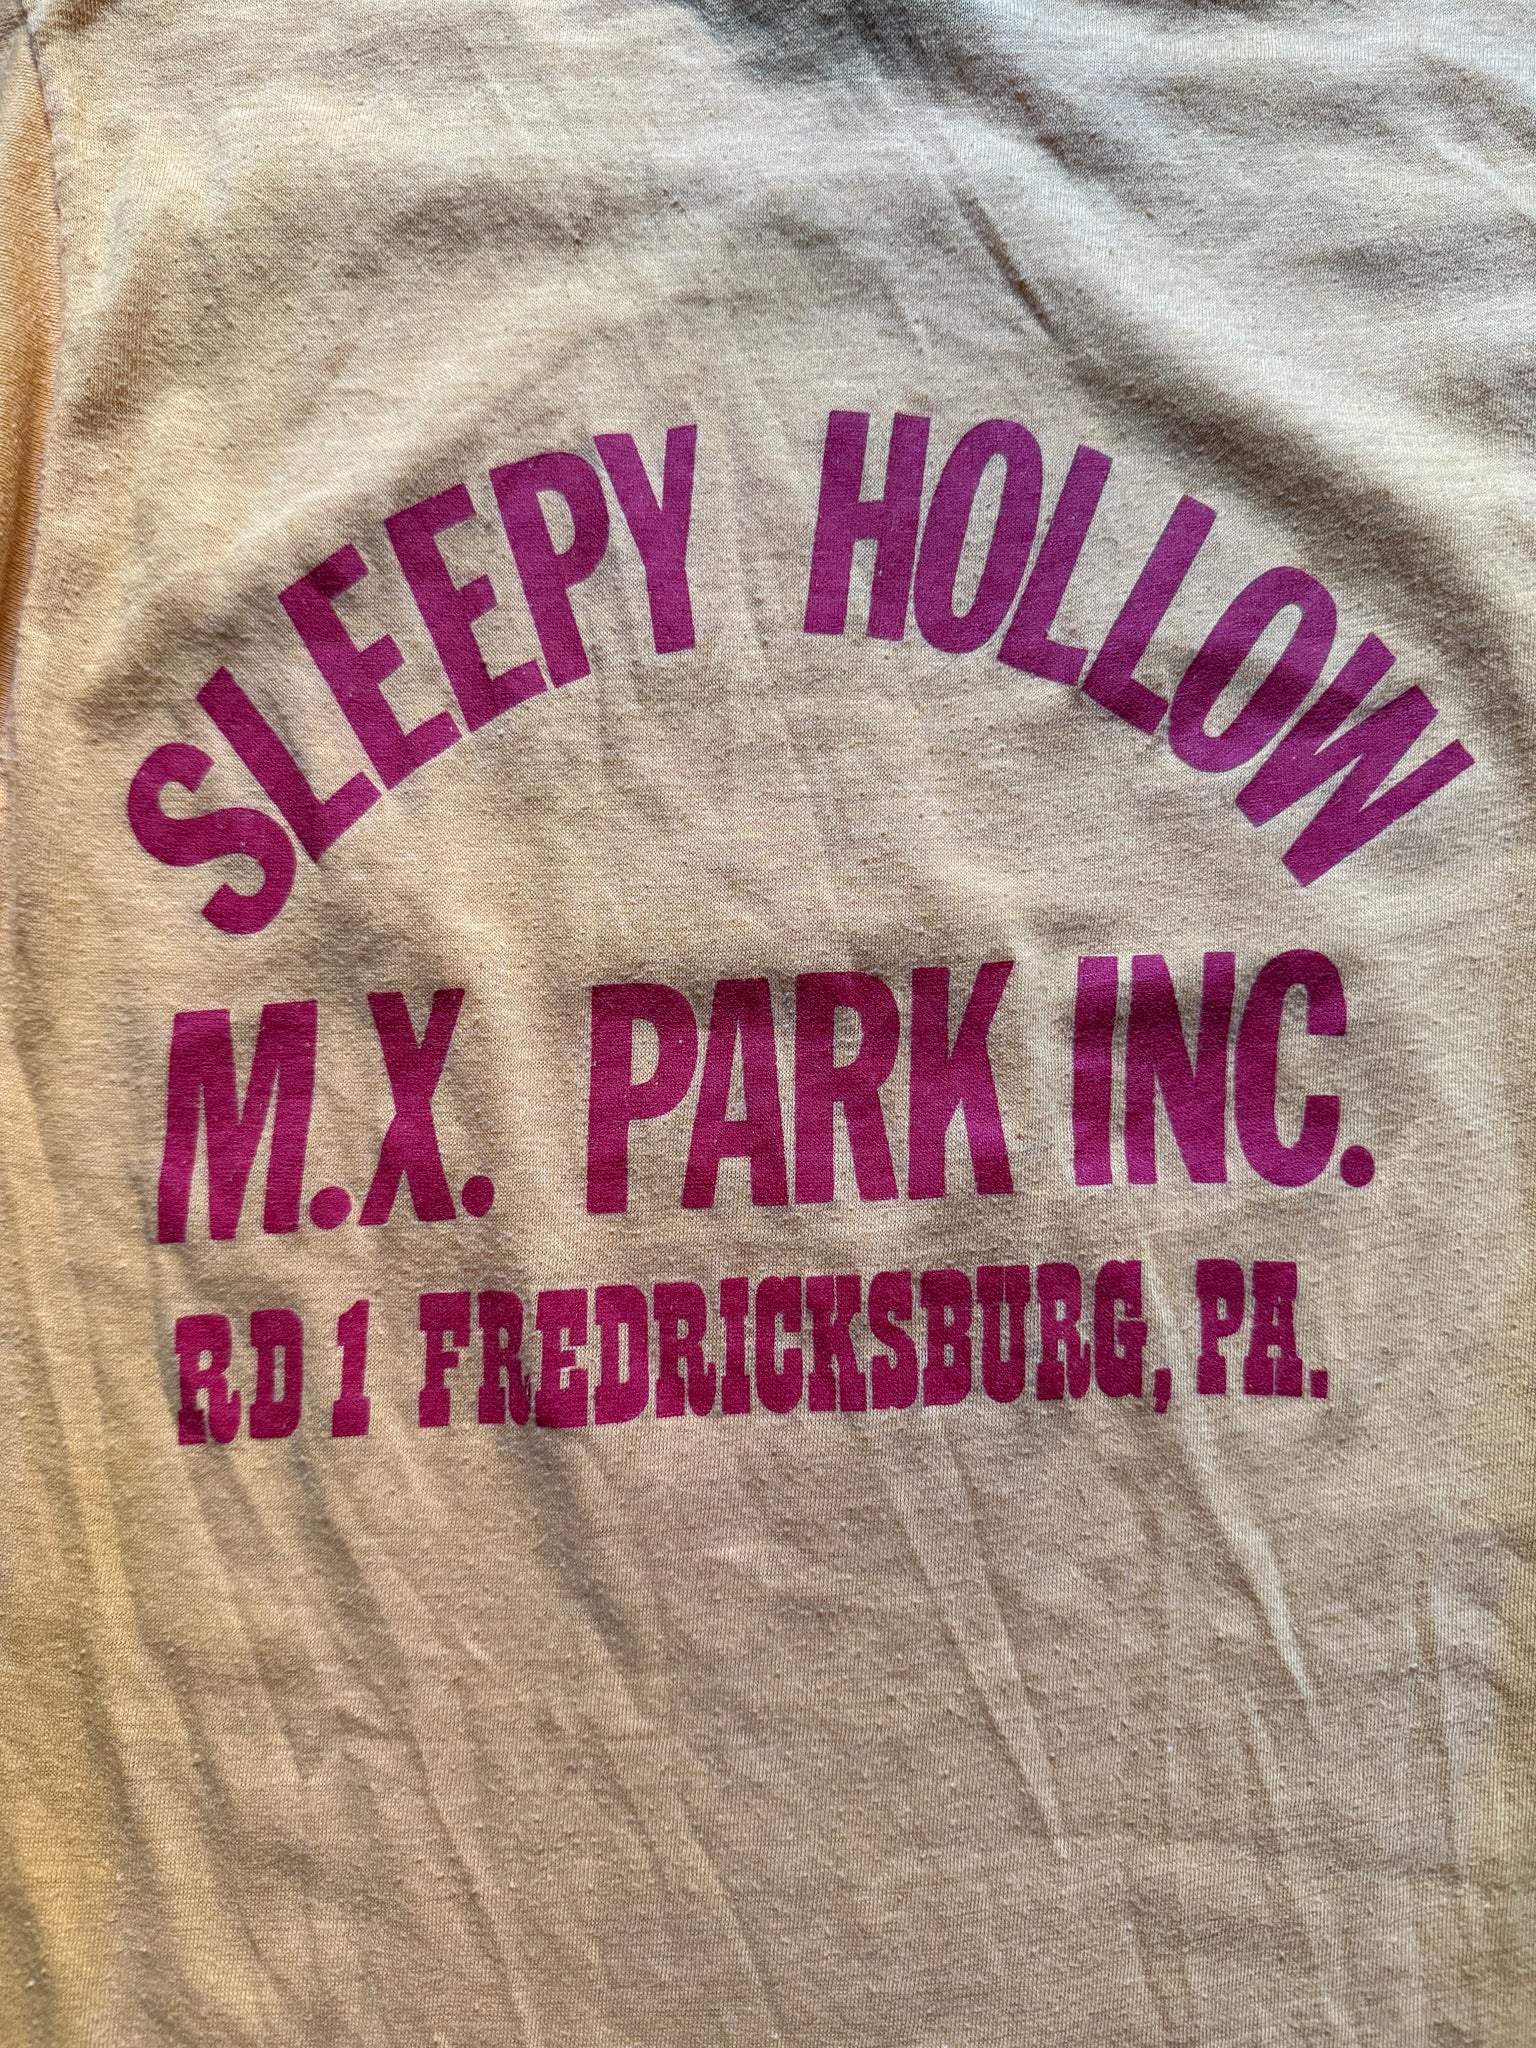 SLEEPY HOLLOW
M.X. PARK INC.
RD 1 FREDRICKSBURG, PA.